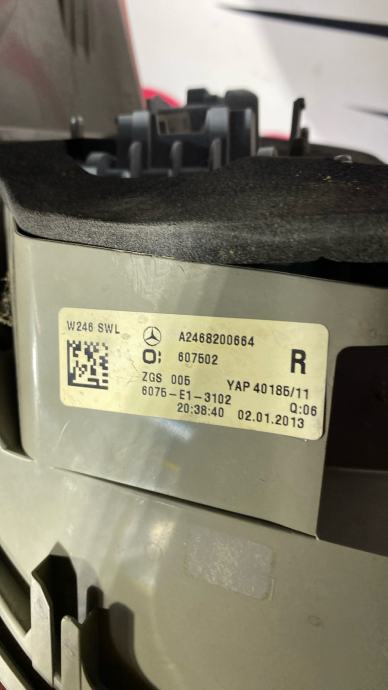 W246 SWL
A2468200664
607502
R
ZGS 005 YAP 40185/11
6075-E1-3102 Q:06
20:38:40 02.01.2013